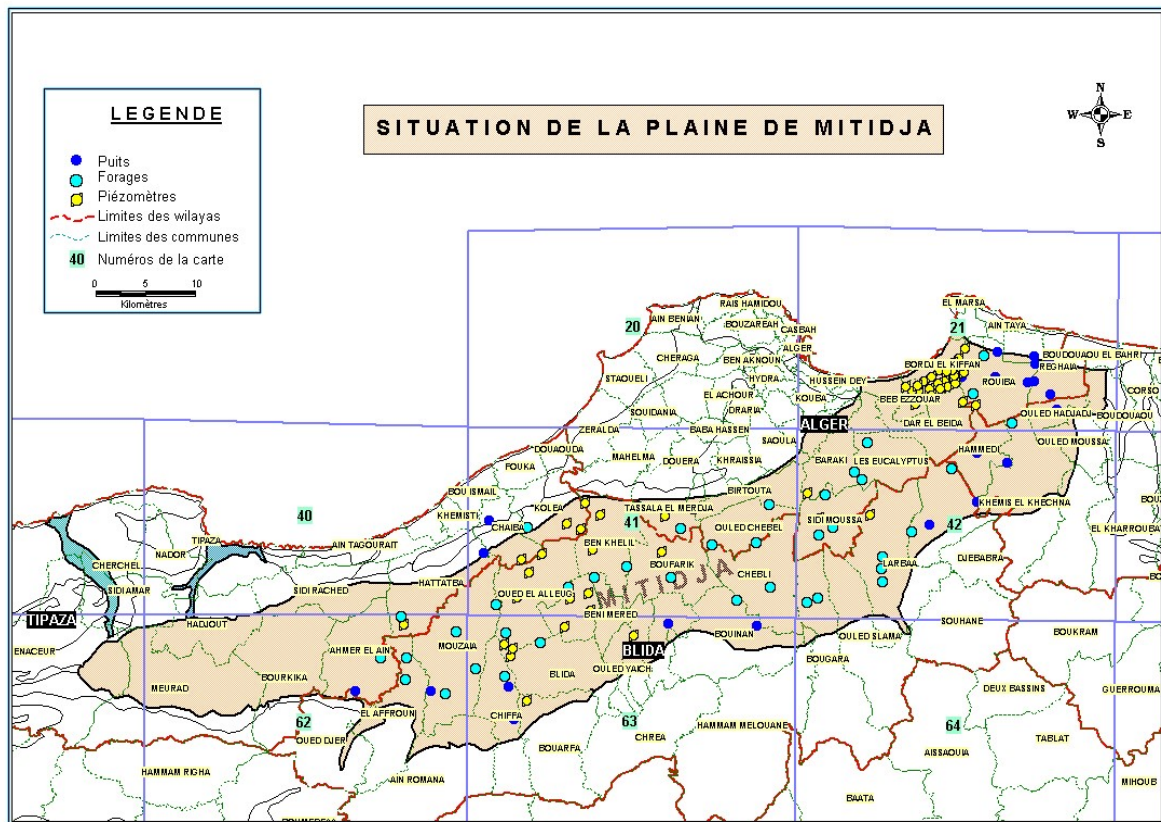 SITUATION DE LA PLAINE DE MITIDJA
LEGENDE
Puits
Forages
Piézomètres
Limites des wilayas
Limites des communes
40 Numéros de la carte
0 5 10
Kilomètres
N
W E
S
EL MARSA
RAIS HAMIDOU
AIN BENIAN
20
BOUZAREAH
CASBAH
21
AIN TAYA
ALGER
CHERAGA
BEN AKNOUN
BOUDOUAOU EL BAHRI
BORDJ EL KIFFAN
REGHAIA
STAOUELI
HYDRA
HUSSEIN DEY
ROUIBA
CORSO
EL ACHOUR
KOUBA
BEB EZZOUAR
SOUIDANIA
DRARIA
OULED HADJADJ
BOUDOUAOU
ZERALDA
BABA HASSEN
ALGER
DAR EL BEIDA
SAOULA
OULED MOUSSA
DOUAOUDA
MAHELMA
DOUERA
KHRAISSIA
BARAKI
LES EUCALYPTUS
HAMMEDI
FOUKA
BOU ISMAIL
BIRTOUTA
KOLEA
TASSALA EL MERDJA
KHEMIS EL KHECHNA
KHEMISTI
40
CHAIBA
41
OULED CHEBEL
SIDI MOUSSA
42
EL KHARROUBA
TIPAZA
AIN TAGOURAIT
BEN KHELIL
NADOR
DJEBABRA
CHERCHEL
BOUFARIK
LARBAA
SIDI AMAR
HATTATBA
CHEBLI
SIDI RACHED
OUED EL ALLEUG
MITIDJA
BENI MERED
TIPAZA
HADJOUT
SOUHANE
BOUINAN
OULED SLAMA
BOUKRAM
MOUZAIA
ENACEUR
AHMER EL AIN
BLIDA
BOUGARA
OULED YAICH
BLIDA
BOURKIKA
MEURAD
DEUX BASSINS
GUERROUMA
EL AFFROUN
CHIFFA
62
63
64
HAMMAM MELOUANE
CHREA
TABLAT
OUED DJER
BOUARFA
AISSAOUIA
HAMMAM RIGHA
AIN ROMANA
MIHOUB
BAATA